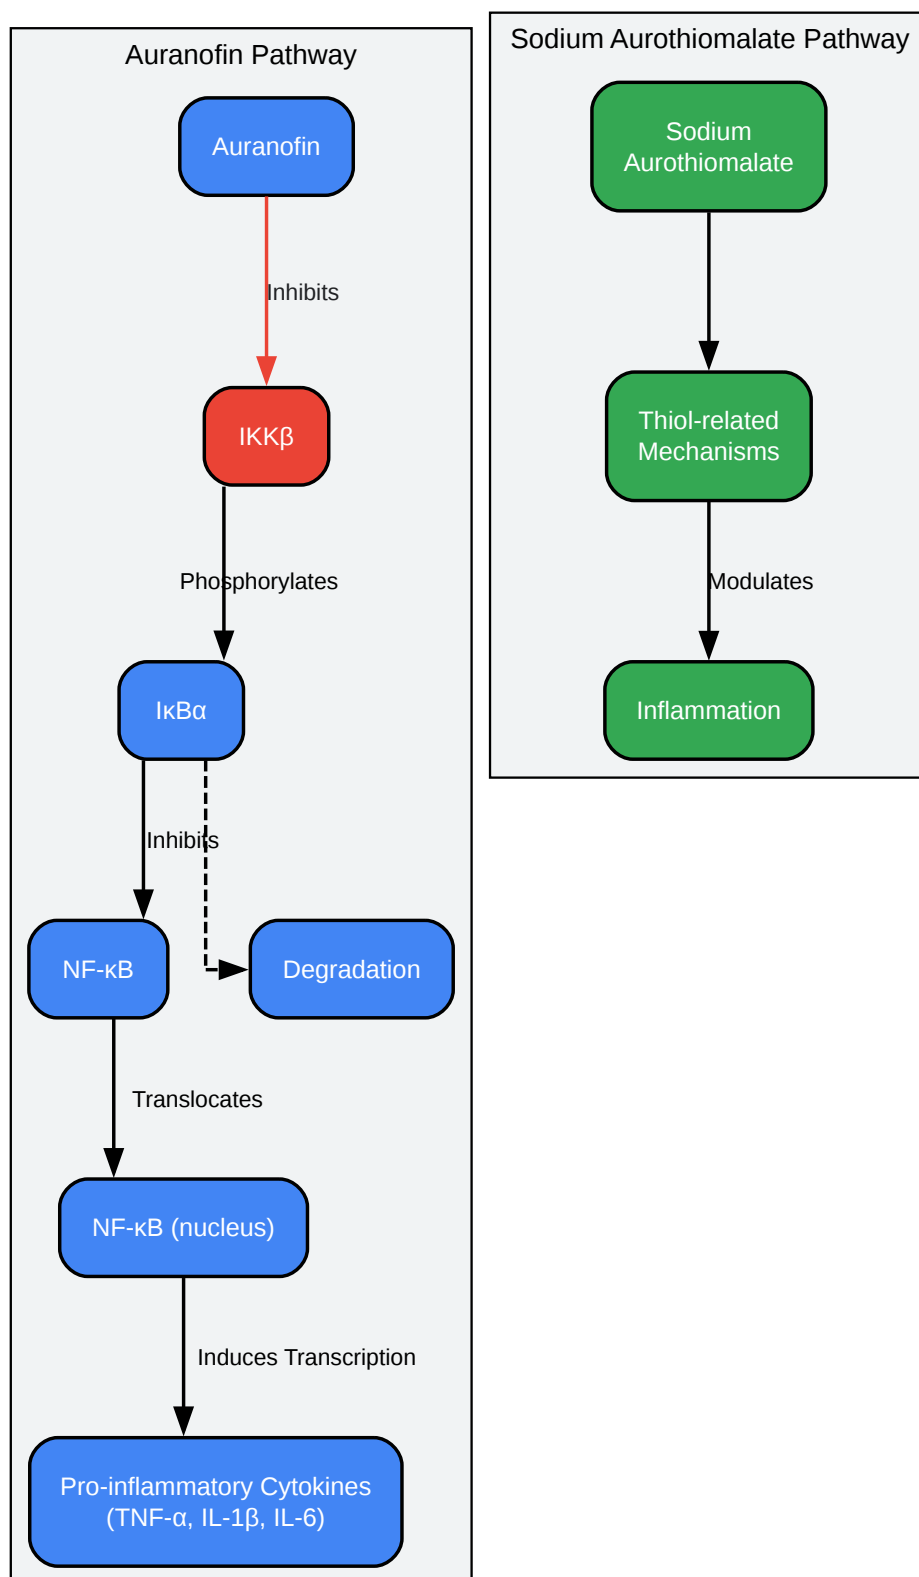 Auranofin Pathway
Auranofin
Inhibits
IKKβ
Phosphorylates
IκBα
Inhibits
NF-κB
Degradation
Translocates
NF-κB (nucleus)
Induces Transcription
Pro-inflammatory Cytokines
(TNF-α, IL-1β, IL-6)
Sodium Aurothiomalate Pathway
Sodium
Aurothiomalate
Thiol-related
Mechanisms
Modulates
Inflammation